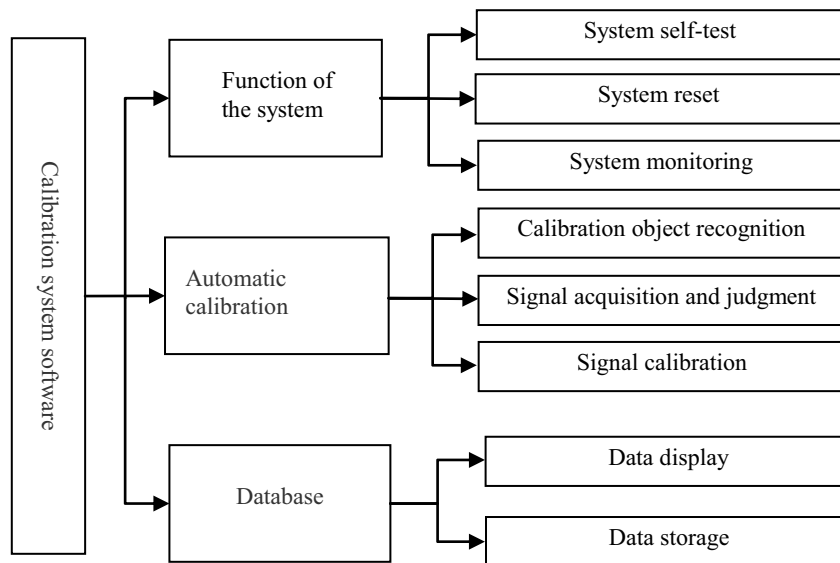 Calibration system software
Function of
the system
System self-test
System reset
System monitoring
Automatic
calibration
Calibration object recognition
Signal acquisition and judgment
Signal calibration
Database
Data display
Data storage